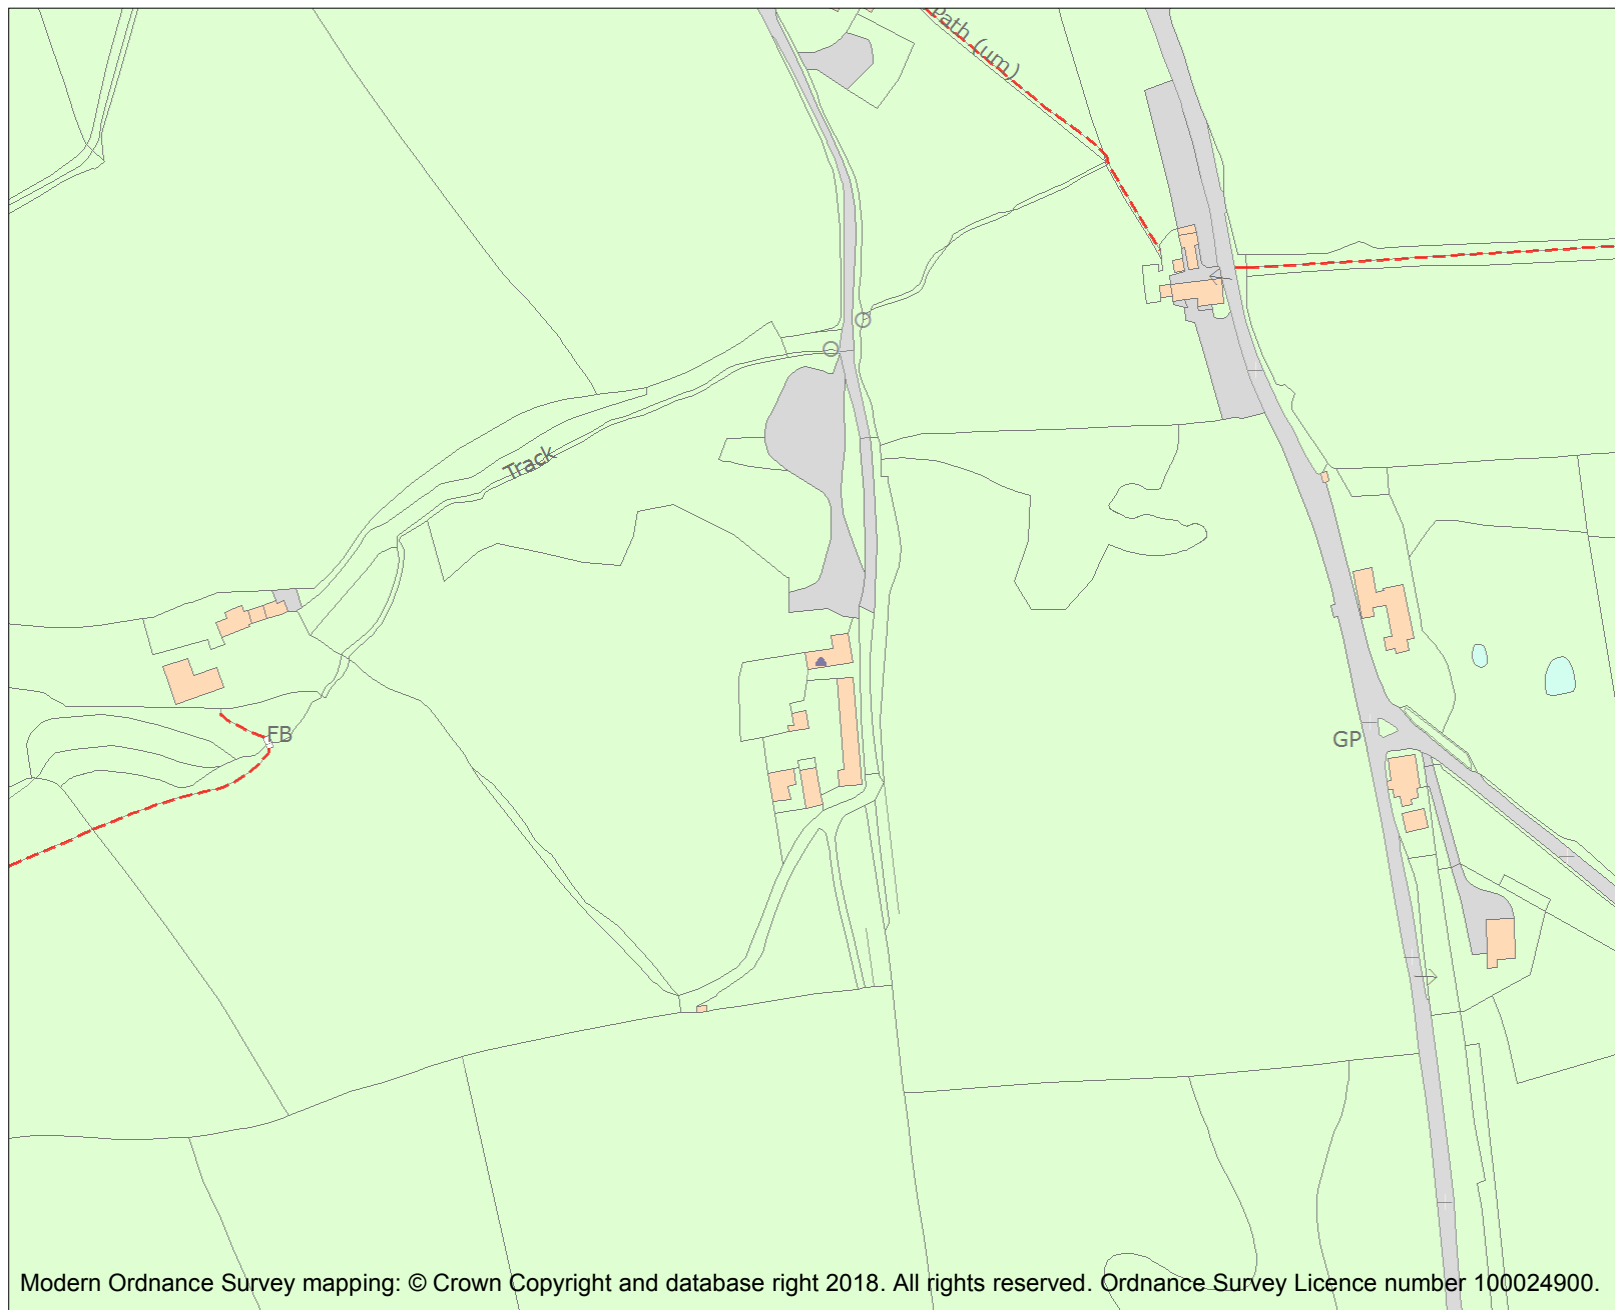 Path (um)
Track
FB
GP
Modern Ordnance Survey mapping: © Crown Copyright and database right 2018. All rights reserved. Ordnance Survey Licence number 100024900.